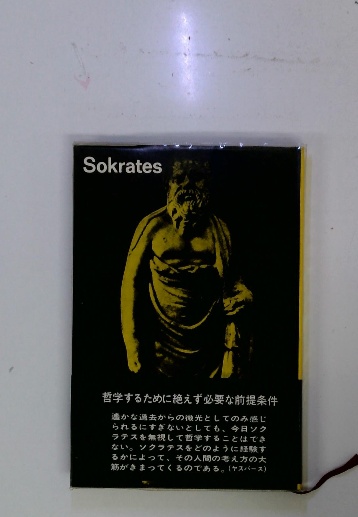 Sokrates
哲学するために絶えず必要な前提条件
遙かな過去からの微光としてのみ感じ
られるにすぎないとしても、今日ソク
ラテスを無視して哲学することはでき
ない。ソクラテスをどのように経験す
るかによって、その人間の考え方の大
筋がきまってくるのである。(ヤスパース)